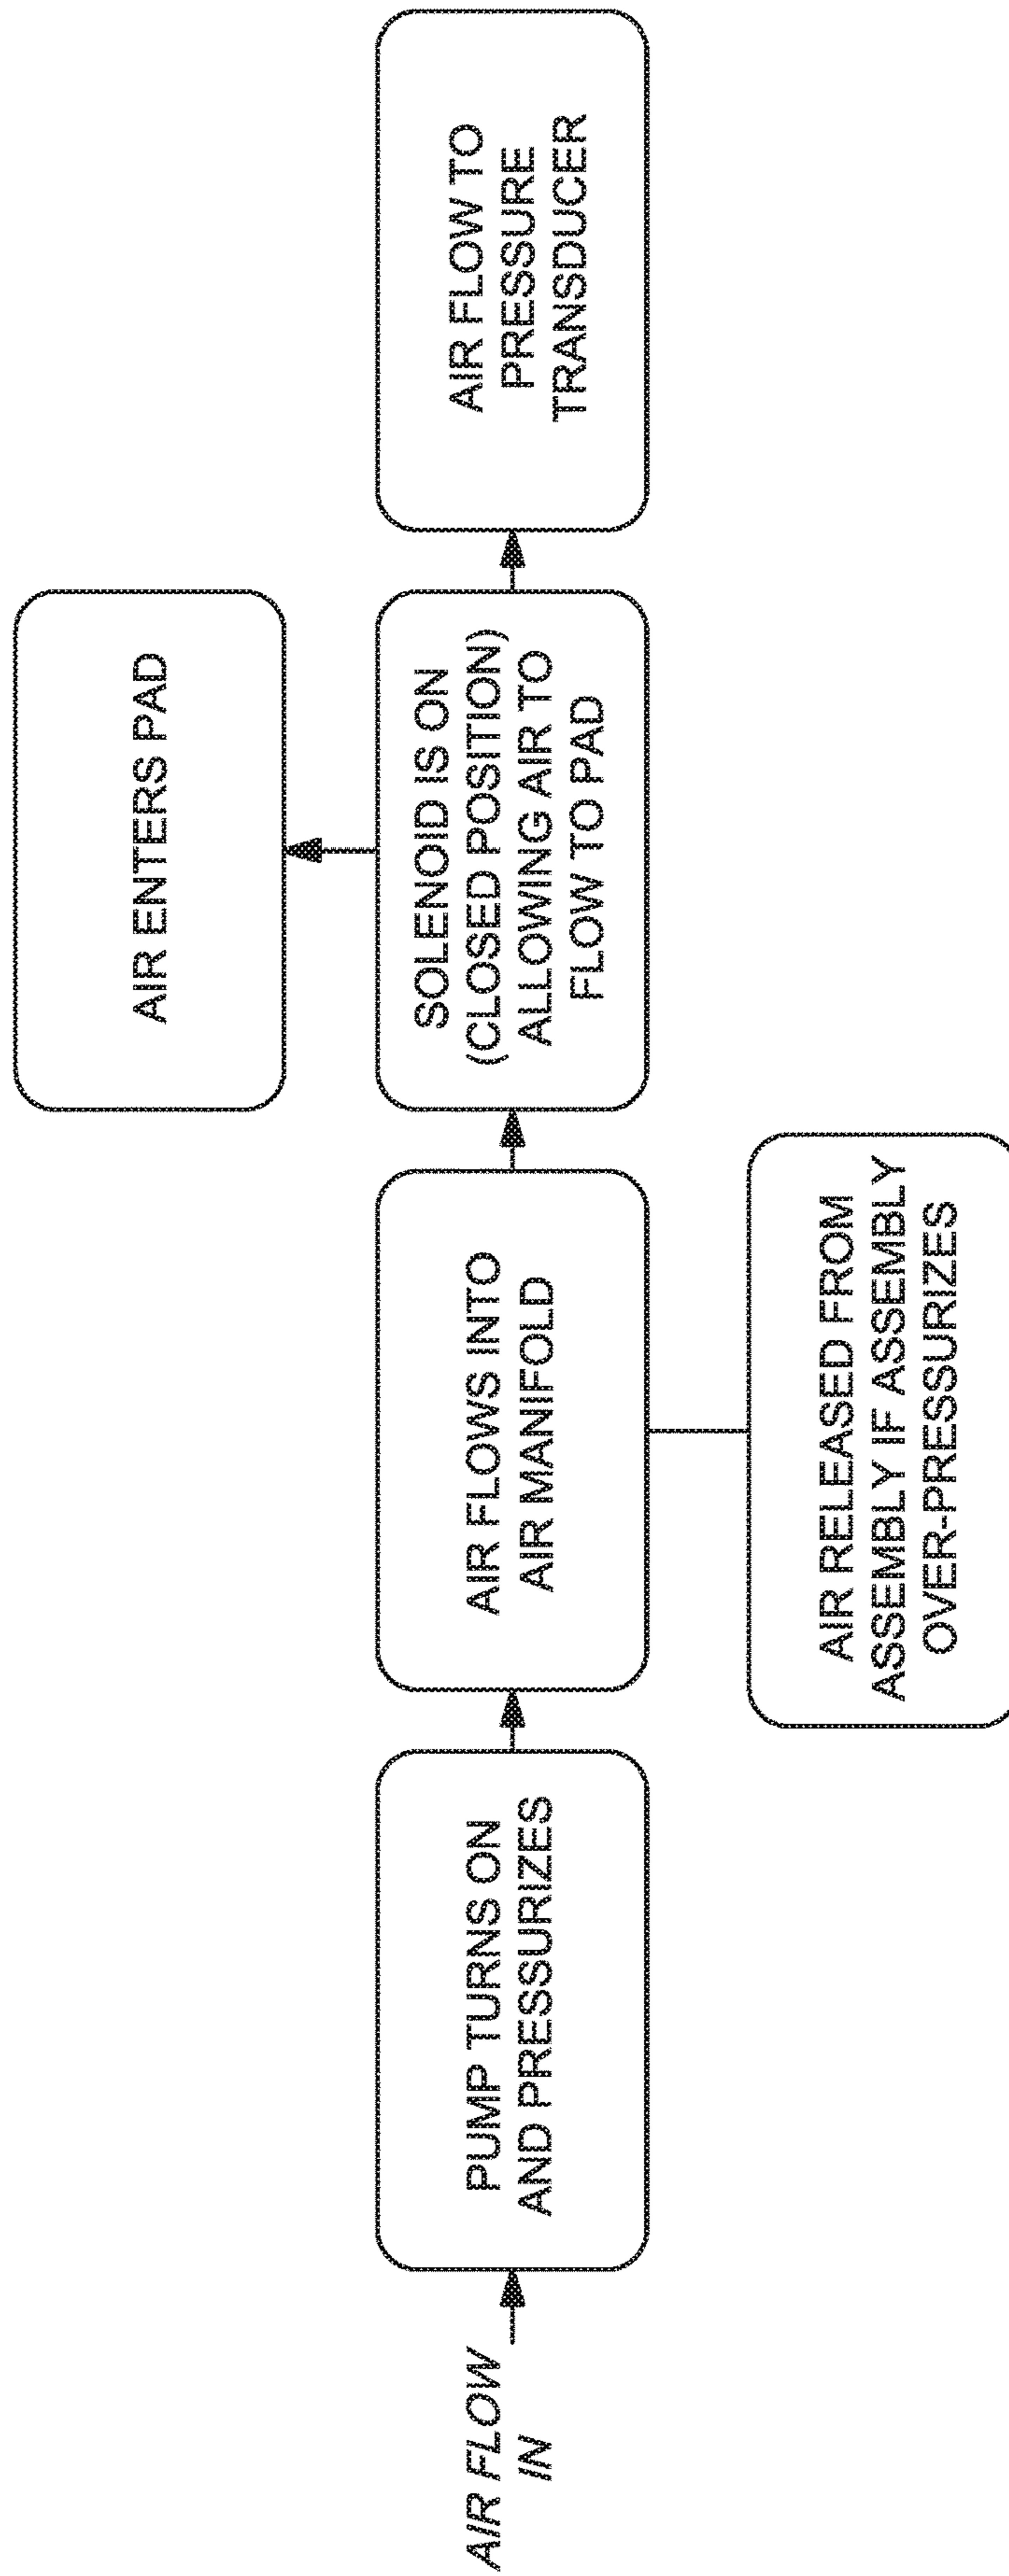 AIR FLOW
IN
PUMP TURNS ON
AND PRESSURIZES
AIR FLOWS INTO
AIR MANIFOLD
AIR RELEASED FROM
ASSEMBLY IF ASSEMBLY
OVER-PRESSURIZES
SOLENOID IS ON
(CLOSED POSITION)
ALLOWING AIR TO
FLOW TO PAD
AIR ENTERS PAD
AIR FLOW TO
PRESSURE
TRANSDUCER